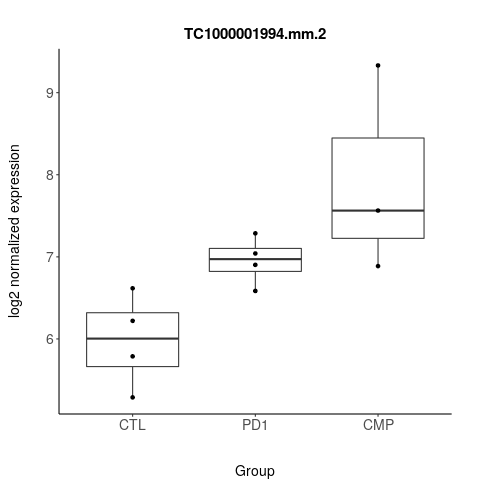 TC1000001994.mm.2
log2 normalized expression
9
8
7
6
CTL
PD1
CMP
Group